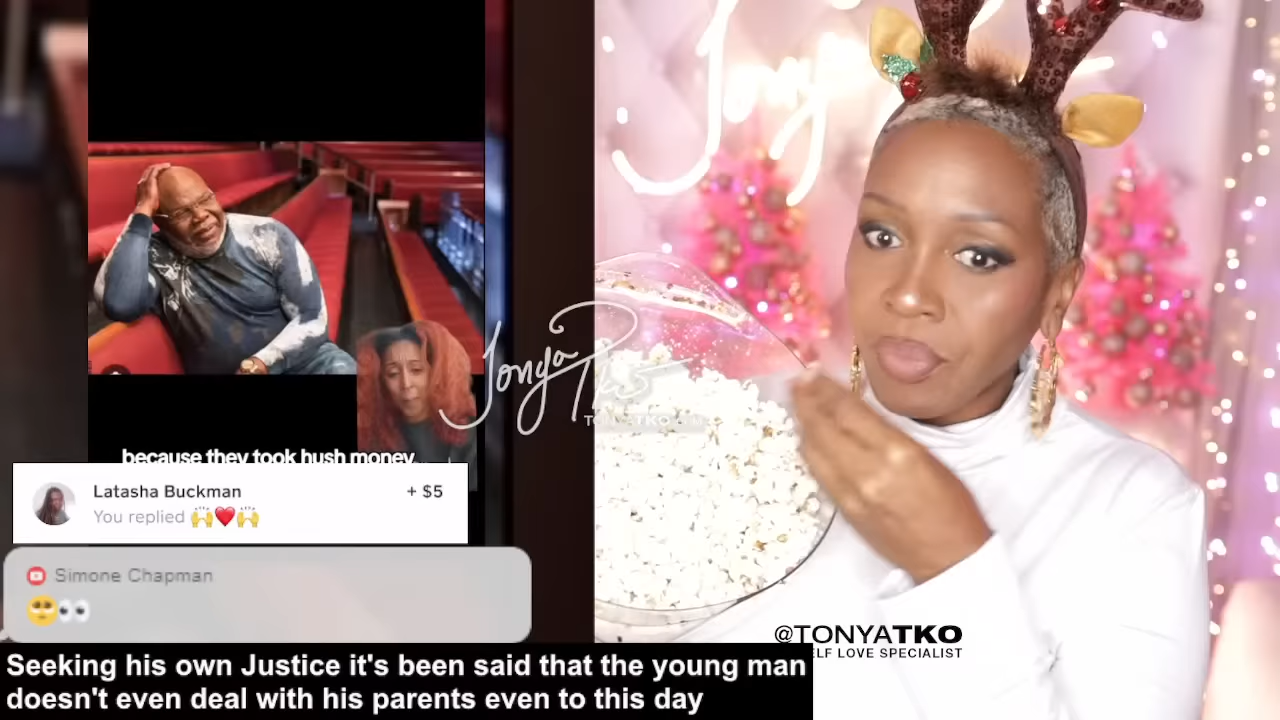 Tonya
because they took hush money
Latasha Buckman
+ $5
You replied 🙌❤️🙌
Simone Chapman
🥺👀
Tonya TKO
@TONYATKO
ELF LOVE SPECIALIST
Seeking his own Justice it's been said that the young man
doesn't even deal with his parents even to this day